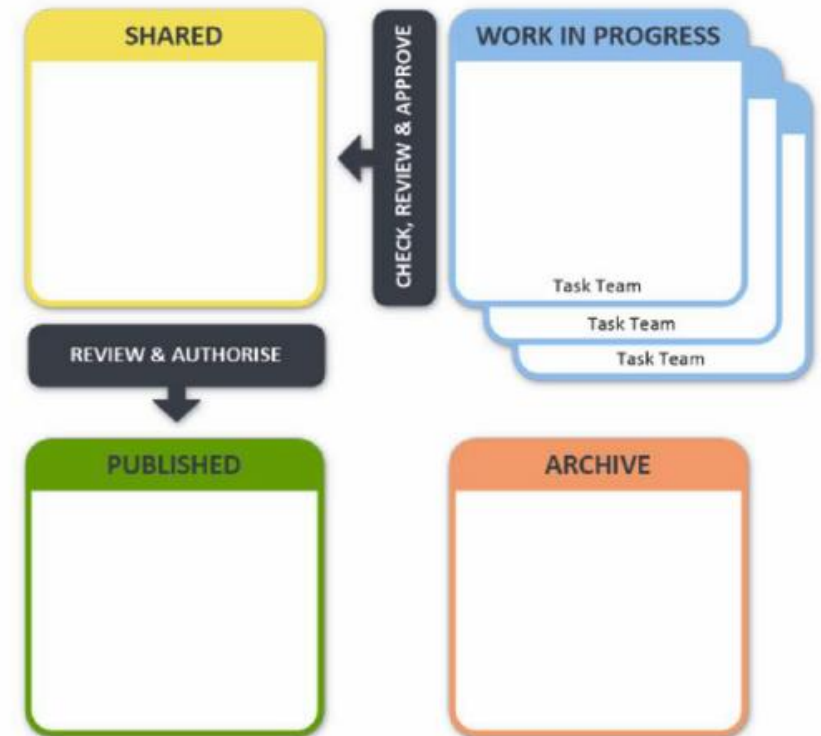 SHARED
WORK IN PROGRESS
CHECK, REVIEW & APPROVE
Task Team
Task Team
Task Team
REVIEW & AUTHORISE
PUBLISHED
ARCHIVE